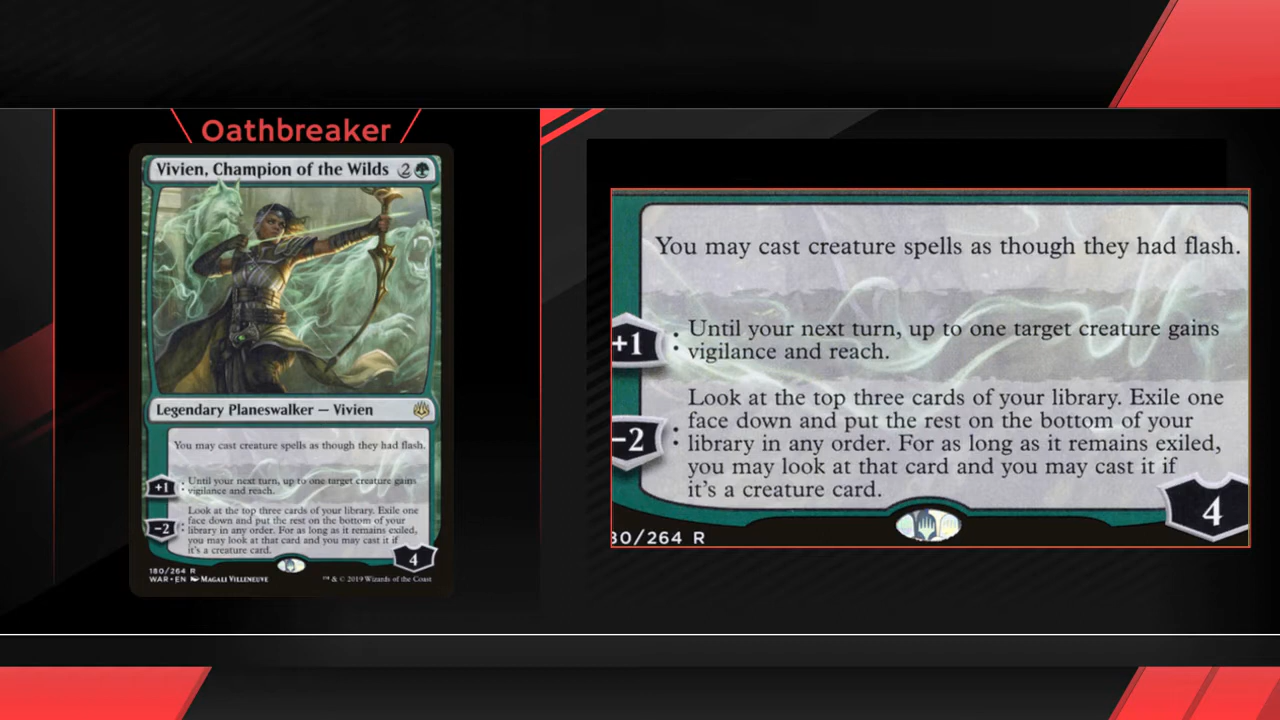 Oathbreaker
Vivien, Champion of the Wilds 2
Legendary Planeswalker — Vivien
You may cast creature spells as though they had flash.
+1 : Until your next turn, up to one target creature gains
vigilance and reach.
-2 : Look at the top three cards of your library. Exile one
face down and put the rest on the bottom of your
library in any order. For as long as it remains exiled,
you may look at that card and you may cast it if
it's a creature card.
4
180/264 R
WAR • EN MAGALI VILLENEUVE
™ & © 2019 Wizards of the Coast
You may cast creature spells as though they had flash.
+1 : Until your next turn, up to one target creature gains
vigilance and reach.
-2 : Look at the top three cards of your library. Exile one
face down and put the rest on the bottom of your
library in any order. For as long as it remains exiled,
you may look at that card and you may cast it if
it's a creature card.
4
80/264 R